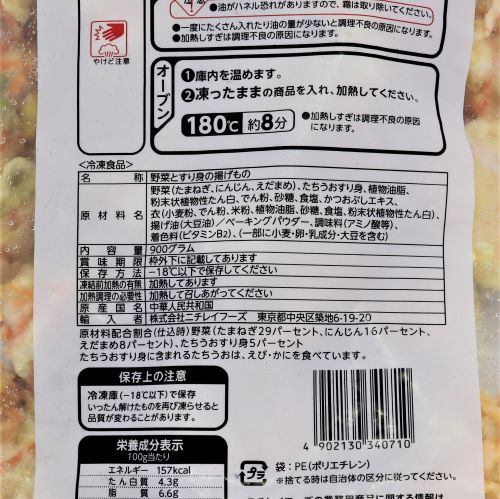 ●油がハネル恐れがありますので、霜は取り除いてください。
●一度にたくさん入れたり油の量が少ないと調理不良の原因になります。
●加熱しすぎは調理不良の原因になります。
やけど注意
オーブン
❶庫内を温めます。
❷凍ったままの商品を入れ、加熱してください。
180℃ 約8分
●加熱しすぎは調理不良の原因
になります。
<冷凍食品>
名称 野菜とすり身の揚げもの
原材料名 野菜(たまねぎ、にんじん、えだまめ)、たちうおすり身、植物油脂、
粉末状植物性たん白、でん粉、砂糖、食塩、かつおぶしエキス、
衣(小麦粉、でん粉、米粉、植物油脂、砂糖、食塩、粉末状植物性たん白)、
揚げ油(大豆油)/ベーキングパウダー、調味料(アミノ酸等)、
着色料(ビタミンB2)、(一部に小麦・卵・乳成分・大豆を含む)
内容量 900グラム
賞味期限 枠外下に記載してあります
保存方法 −18℃以下で保存してください
凍結前加熱の有無 加熱してあります
加熱調理の必要性 加熱して召しあがってください
原産国名 中華人民共和国
輸入者 株式会社ニチレイフーズ 東京都中央区築地6-19-20
原材料配合割合(仕込時)野菜(たまねぎ29パーセント、にんじん16パーセント、
えだまめ8パーセント)、たちうおすり身5パーセント
たちうおすり身に含まれるたちうおは、えび・かにを食べています。
保存上の注意
冷凍庫(−18℃以下)で保存
いったん解けたものを再び凍らせると
品質が変わることがあります。
栄養成分表示
100g当たり
エネルギー 157kcal
たん白質 4.3g
脂質 6.6g
4902130340710
プラ
袋:PE(ポリエチレン)
※捨てる時は自治体の区分に従ってください。